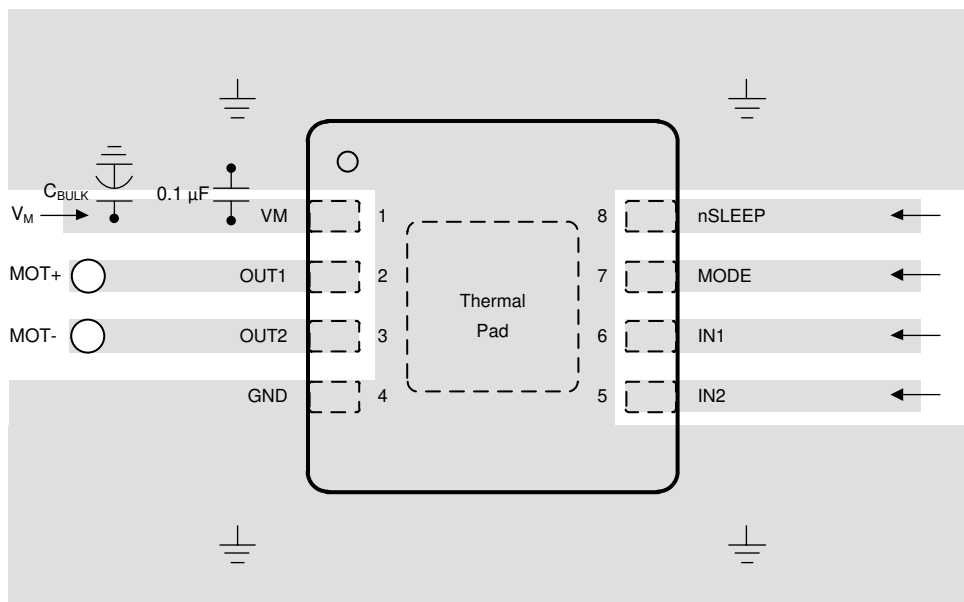 C_BULK
0.1 µF
V_M
VM 1
8 nSLEEP
MOT+
OUT1 2
7 MODE
Thermal
Pad
MOT-
OUT2 3
6 IN1
GND 4
5 IN2